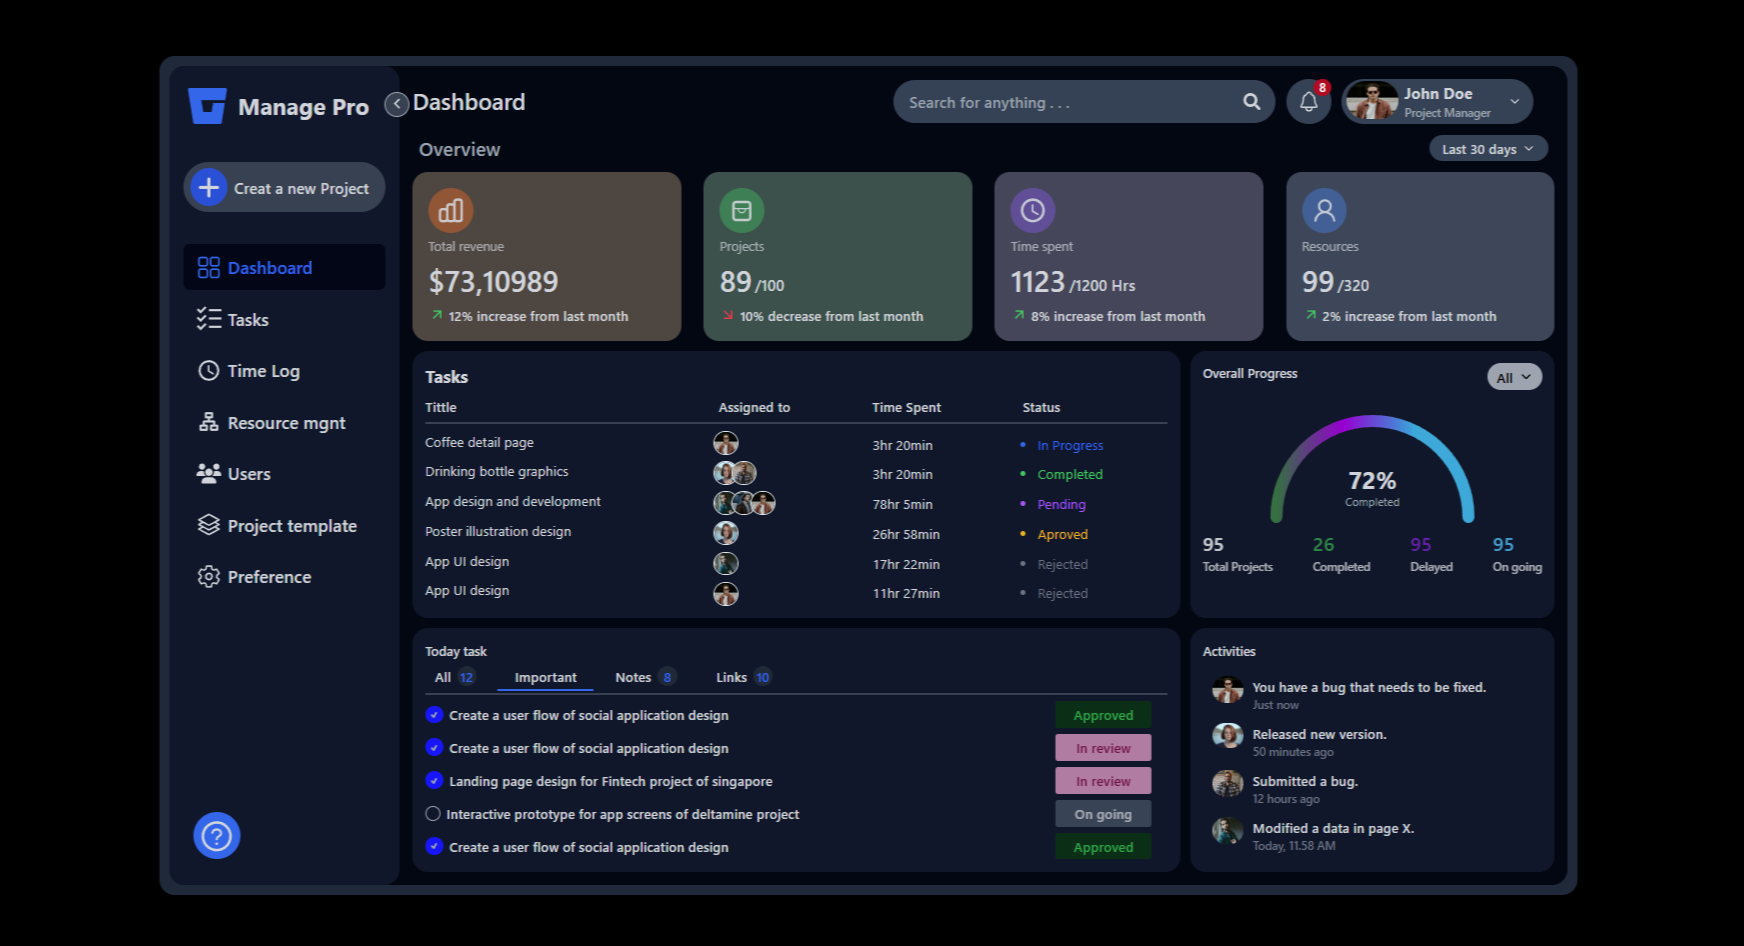 Manage Pro
Dashboard
Search for anything . . .
8
John Doe
Project Manager
Creat a new Project
Dashboard
Tasks
Time Log
Resource mgnt
Users
Project template
Preference
?
Overview
Last 30 days
Total revenue
$73,10989
12% increase from last month
Projects
89 /100
10% decrease from last month
Time spent
1123 /1200 Hrs
8% increase from last month
Resources
99 /320
2% increase from last month
Tasks
Tittle Assigned to Time Spent Status
Coffee detail page 3hr 20min In Progress
Drinking bottle graphics 3hr 20min Completed
App design and development 78hr 5min Pending
Poster illustration design 26hr 58min Aproved
App UI design 17hr 22min Rejected
App UI design 11hr 27min Rejected
Overall Progress
All
72%
Completed
95 26 95 95
Total Projects Completed Delayed On going
Today task
All 12 Important Notes 8 Links 10
Create a user flow of social application design Approved
Create a user flow of social application design In review
Landing page design for Fintech project of singapore In review
Interactive prototype for app screens of deltamine project On going
Create a user flow of social application design Approved
Activities
You have a bug that needs to be fixed.
Just now
Released new version.
50 minutes ago
Submitted a bug.
12 hours ago
Modified a data in page X.
Today, 11.58 AM